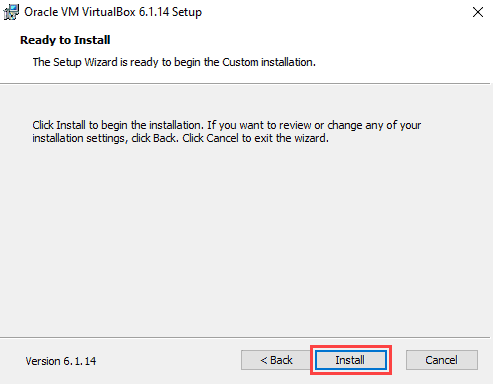 Oracle VM VirtualBox 6.1.14 Setup
Ready to Install
The Setup Wizard is ready to begin the Custom installation.
Click Install to begin the installation. If you want to review or change any of your
installation settings, click Back. Click Cancel to exit the wizard.
Version 6.1.14
< Back
Install
Cancel